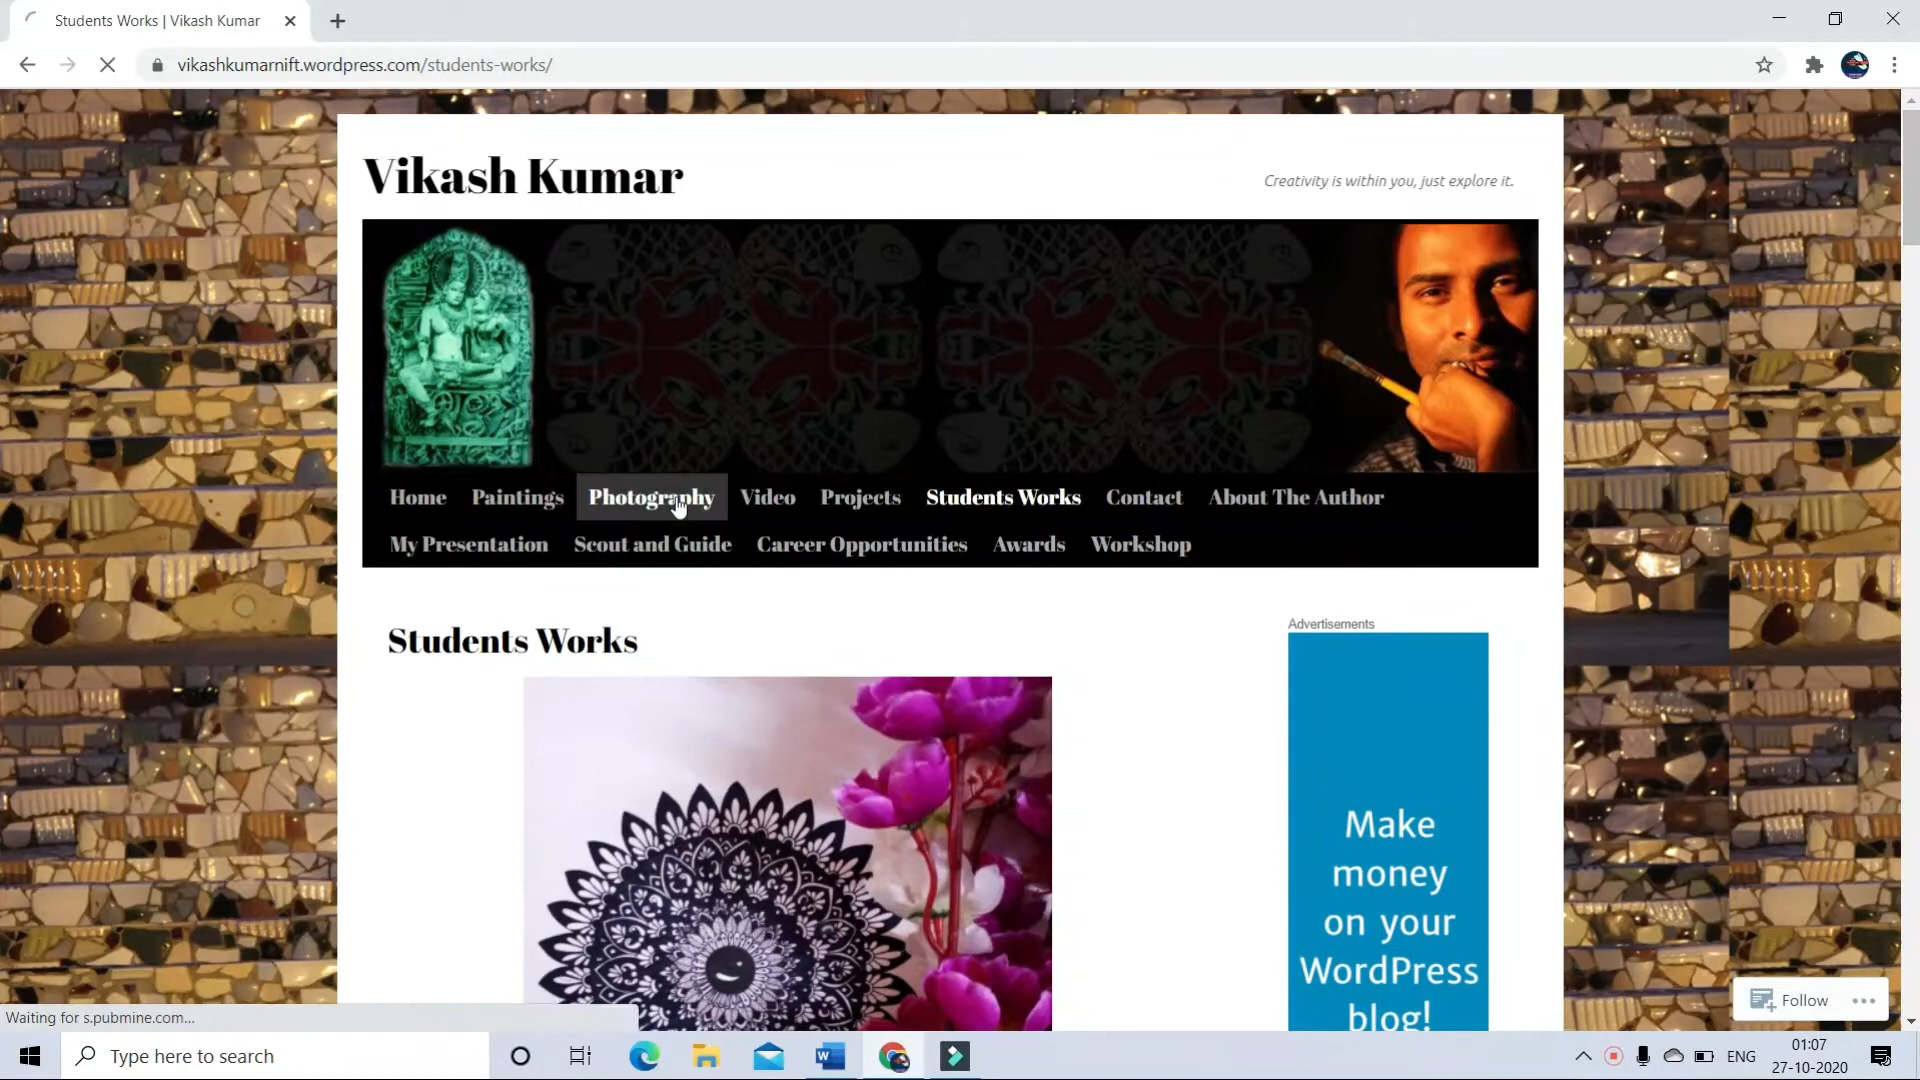 Students Works | Vikash Kumar
vikashkumarnift.wordpress.com/students-works/
Vikash Kumar
Creativity is within you, just explore it.
Home Paintings Photography Video Projects Students Works Contact About The Author
My Presentation Scout and Guide Career Opportunities Awards Workshop
Students Works
Advertisements
Make
money
on your
WordPress
blog!
Follow
Waiting for s.pubmine.com...
Type here to search
ENG
01:07
27-10-2020